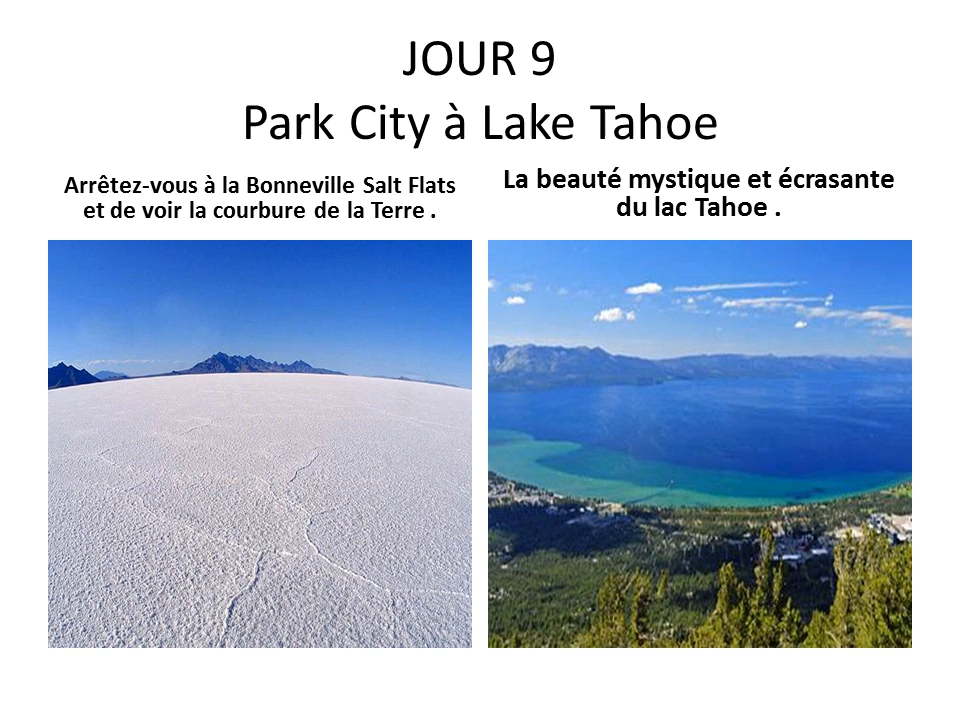 JOUR 9
Park City à Lake Tahoe
Arrêtez-vous à la Bonneville Salt Flats
et de voir la courbure de la Terre .
La beauté mystique et écrasante
du lac Tahoe .